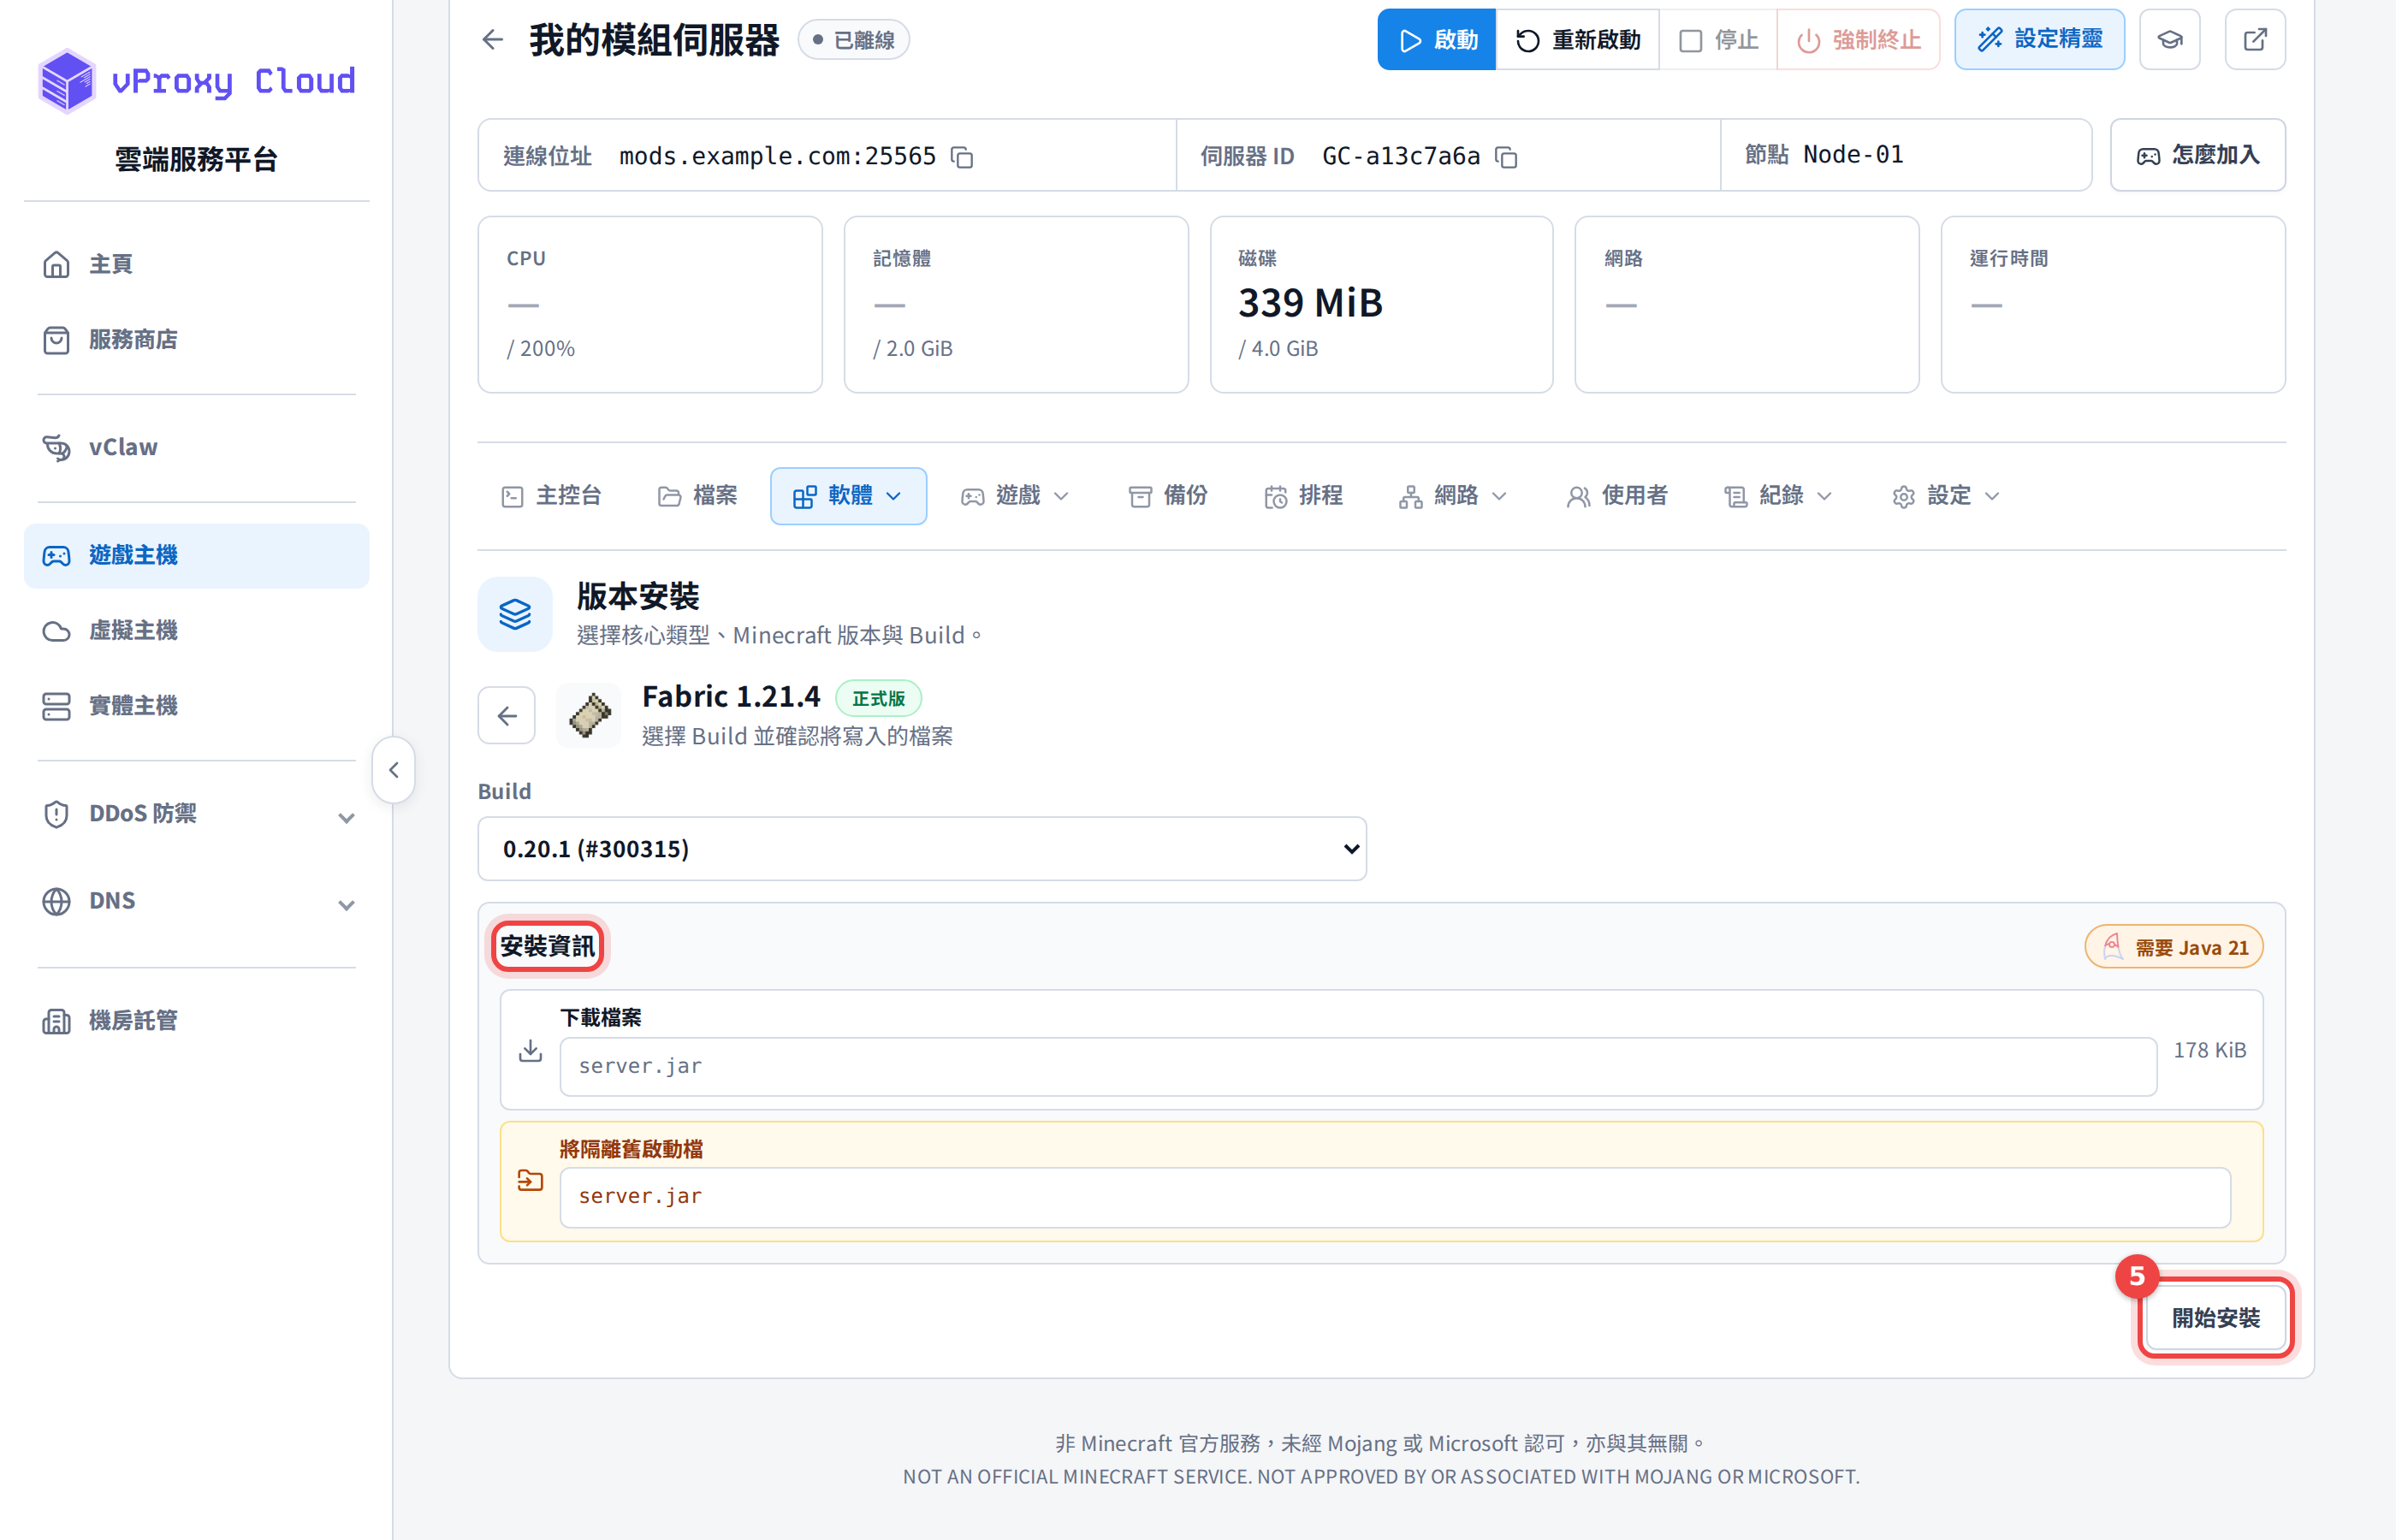 vProxy Cloud
雲端服務平台
主頁
服務商店
vClaw
遊戲主機
虛擬主機
實體主機
DDoS 防禦
DNS
機房託管
我的模組伺服器
已離線
啟動
重新啟動
停止
強制終止
設定精靈
連線位址 mods.example.com:25565
伺服器 ID GC-a13c7a6a
節點 Node-01
怎麼加入
CPU
—
/ 200%
記憶體
—
/ 2.0 GiB
磁碟
339 MiB
/ 4.0 GiB
網路
—
運行時間
—
主控台
檔案
軟體
遊戲
備份
排程
網路
使用者
紀錄
設定
版本安裝
選擇核心類型、Minecraft 版本與 Build。
Fabric 1.21.4 正式版
選擇 Build 並確認將寫入的檔案
Build
0.20.1 (#300315)
安裝資訊
需要 Java 21
下載檔案
server.jar
178 KiB
將隔離舊啟動檔
server.jar
5
開始安裝
非 Minecraft 官方服務，未經 Mojang 或 Microsoft 認可，亦與其無關。
NOT AN OFFICIAL MINECRAFT SERVICE. NOT APPROVED BY OR ASSOCIATED WITH MOJANG OR MICROSOFT.